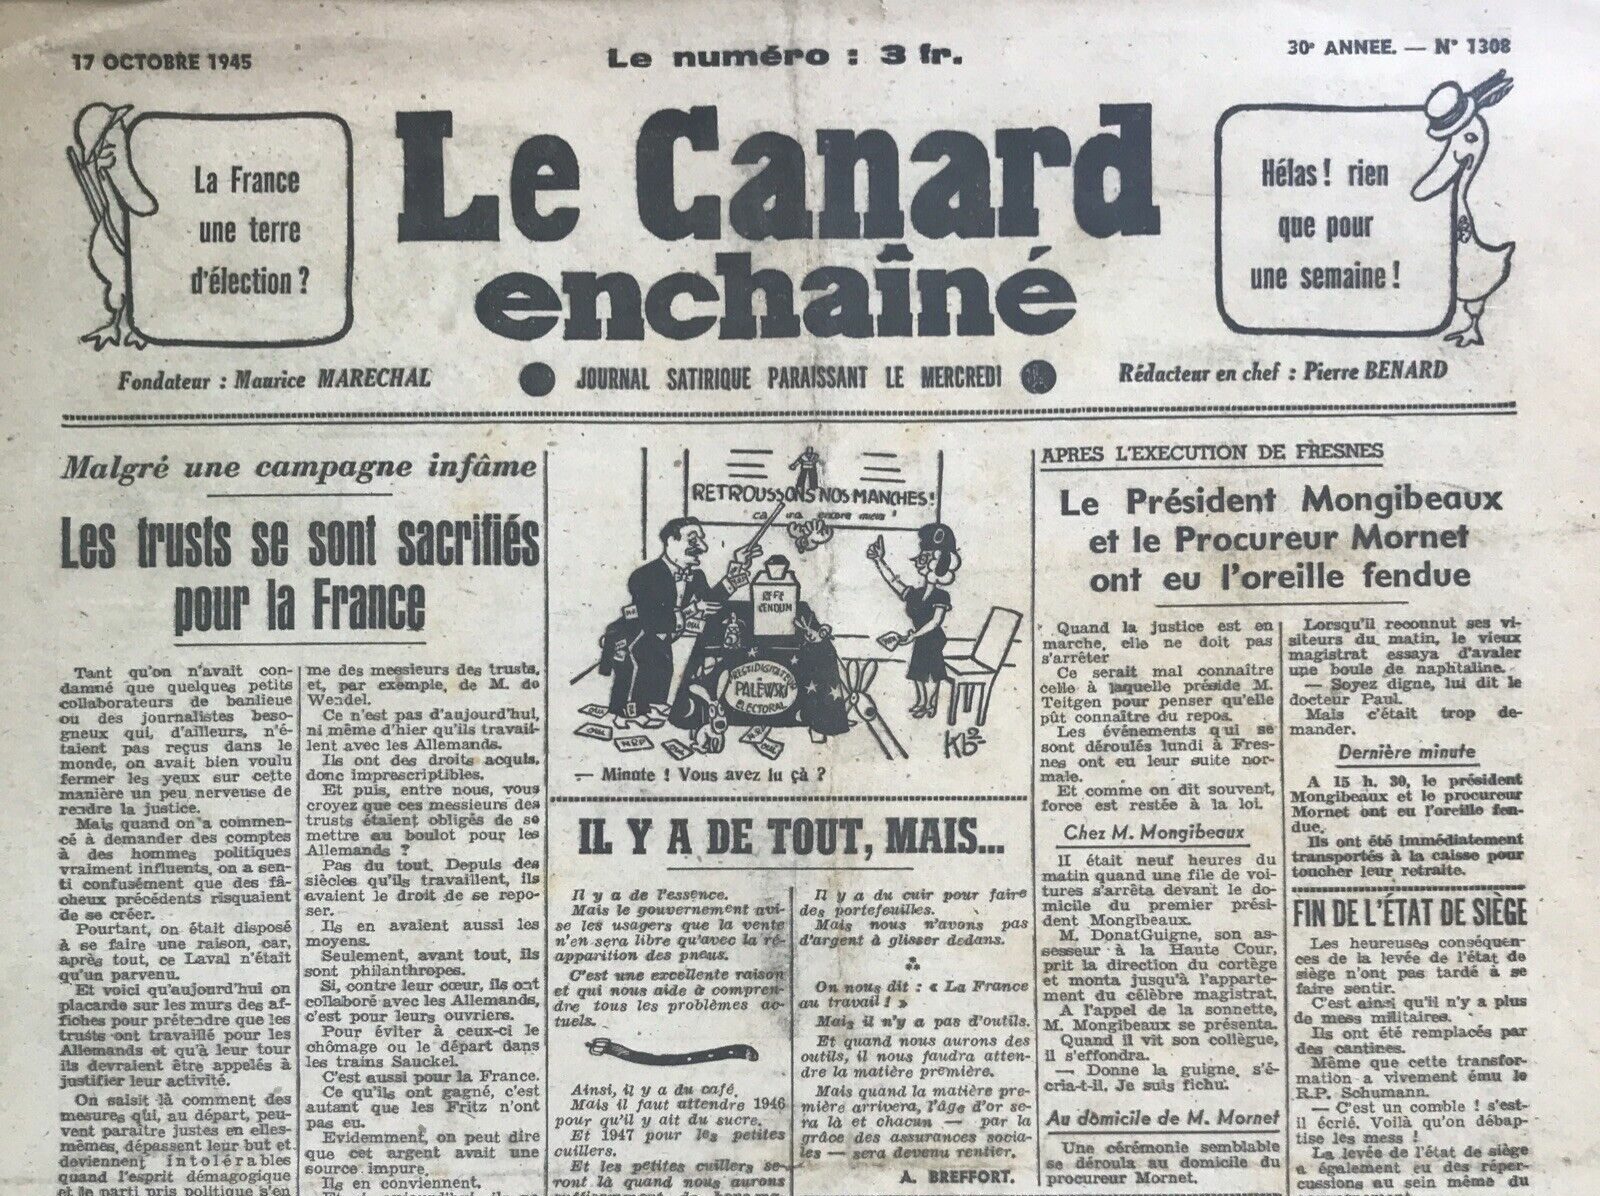 17 OCTOBRE 1945
Le numéro : 3 fr.
30e ANNEE. — N° 1308
La France
une terre
d'élection ?
Le Canard
enchaîné
Hélas ! rien
que pour
une semaine !
Fondateur : Maurice MARECHAL
JOURNAL SATIRIQUE PARAISSANT LE MERCREDI
Rédacteur en chef : Pierre BENARD
Malgré une campagne infâme
Les trusts se sont sacrifiés
pour la France
Tant qu'on n'avait con-
damné que quelques petits
collaborateurs de banlieue
ou des journalistes beso-
gneux qui, d'ailleurs, n'é-
taient pas reçus dans le
monde, on avait bien voulu
fermer les yeux sur cette
manière un peu nerveuse de
rendre la justice.
Mais quand on a commen-
cé à demander des comptes
à des hommes politiques
vraiment influents, on a sen-
ti confusément que des fâ-
cheux précédents risquaient
de se créer.
Pourtant, on était disposé
à se faire une raison, car,
après tout, ce Laval n'était
qu'un parvenu.
Et voici qu'aujourd'hui on
placarde sur les murs des af-
fiches pour prétendre que les
trusts ont travaillé pour les
Allemands et qu'à leur tour
ils devraient être appelés à
justifier leur activité.
On saisit là comment des
mesures qui, au départ, peu-
vent paraître justes en elles-
mêmes, dépassent leur but et
deviennent intolérables
quand l'esprit démagogique
et le parti pris politique s'en
me des messieurs des trusts,
et, par exemple, de M. de
Wendel.
Ce n'est pas d'aujourd'hui,
ni même d'hier qu'ils travail-
lent avec les Allemands.
Ils ont des droits acquis,
donc imprescriptibles.
Et puis, entre nous, vous
croyez que ces messieurs des
trusts étaient obligés de se
mettre au boulot pour les
Allemands ?
Pas du tout. Depuis des
siècles qu'ils travaillent, ils
avaient le droit de se repo-
ser.
Ils en avaient aussi les
moyens.
Seulement, avant tout, ils
sont philanthropes.
Si, contre leur cœur, ils ont
collaboré avec les Allemands,
c'est pour leurs ouvriers.
Pour éviter à ceux-ci le
chômage ou le départ dans
les trains Sauckel.
C'est aussi pour la France.
Ce qu'ils ont gagné, c'est
autant que les Fritz n'ont
pas eu.
Evidemment, on peut dire
que cet argent avait une
source impure.
Ils en conviennent.
RETROUSSONS NOS MANCHES !
ça ira encore mieux !
REFE
RENDUM
PRESTIDIGITATEUR
PALEWSKI
ELECTORAL
— Minute ! Vous avez lu çà ?
IL Y A DE TOUT, MAIS...
Il y a de l'essence.
Mais le gouvernement avi-
se les usagers que la vente
n'en sera libre qu'avec la ré-
apparition des pneus.
C'est une excellente raison
et qui nous aide à compren-
dre tous les problèmes ac-
tuels.
Ainsi, il y a du café.
Mais il faut attendre 1946
pour qu'il y ait du sucre.
Et 1947 pour les petites
cuillers.
Et les petites cuillers se-
ront là quand nous aurons
Il y a du cuir pour faire
des portefeuilles.
Mais nous n'avons pas
d'argent à glisser dedans.
On nous dit : « La France
au travail ! »
Mais il n'y a pas d'outils.
Et quand nous aurons des
outils, il nous faudra atten-
dre la matière première.
Mais quand la matière pre-
mière arrivera, l'âge d'or se-
ra là et chacun — par la
grâce des assurances socia-
les — sera devenu rentier.
A. BREFFORT.
APRES L'EXECUTION DE FRESNES
Le Président Mongibeaux
et le Procureur Mornet
ont eu l'oreille fendue
Quand la justice est en
marche, elle ne doit pas
s'arrêter
Ce serait mal connaître
celle à laquelle préside M.
Teitgen pour penser qu'elle
pût connaître du repos.
Les événements qui se
sont déroulés lundi à Fres-
nes ont eu leur suite nor-
male.
Et comme on dit souvent,
force est restée à la loi.
Chez M. Mongibeaux
Il était neuf heures du
matin quand une file de voi-
tures s'arrêta devant le do-
micile du premier prési-
dent Mongibeaux.
M. DonatGuigne, son as-
sesseur à la Haute Cour,
prit la direction du cortège
et monta jusqu'à l'apparte-
ment du célèbre magistrat.
A l'appel de la sonnette,
M. Mongibeaux se présenta.
Quand il vit son collègue,
il s'effondra.
— Donne la guigne, s'é-
cria-t-il. Je suis fichu.
Au domicile de M. Mornet
Une cérémonie semblable
se déroula au domicile du
procureur Mornet.
Lorsqu'il reconnut ses vi-
siteurs du matin, le vieux
magistrat essaya d'avaler
une boule de naphtaline.
— Soyez digne, lui dit le
docteur Paul.
Mais c'était trop de-
mander.
Dernière minute
A 15 h. 30, le président
Mongibeaux et le procureur
Mornet ont eu l'oreille fen-
due.
Ils ont été immédiatement
transportés à la caisse pour
toucher leur retraite.
FIN DE L'ÉTAT DE SIÈGE
Les heureuses conséquen-
ces de la levée de l'état de
siège n'ont pas tardé à se
faire sentir.
C'est ainsi qu'il n'y a plus
de mess militaires.
Ils ont été remplacés par
des cantines.
Même que cette transfor-
mation a vivement ému le
R.P. Schumann.
— C'est un comble ! s'est-
il écrié. Voilà qu'on débap-
tise les mess !
La levée de l'état de siège
a également eu des réper-
cussions au sein même du